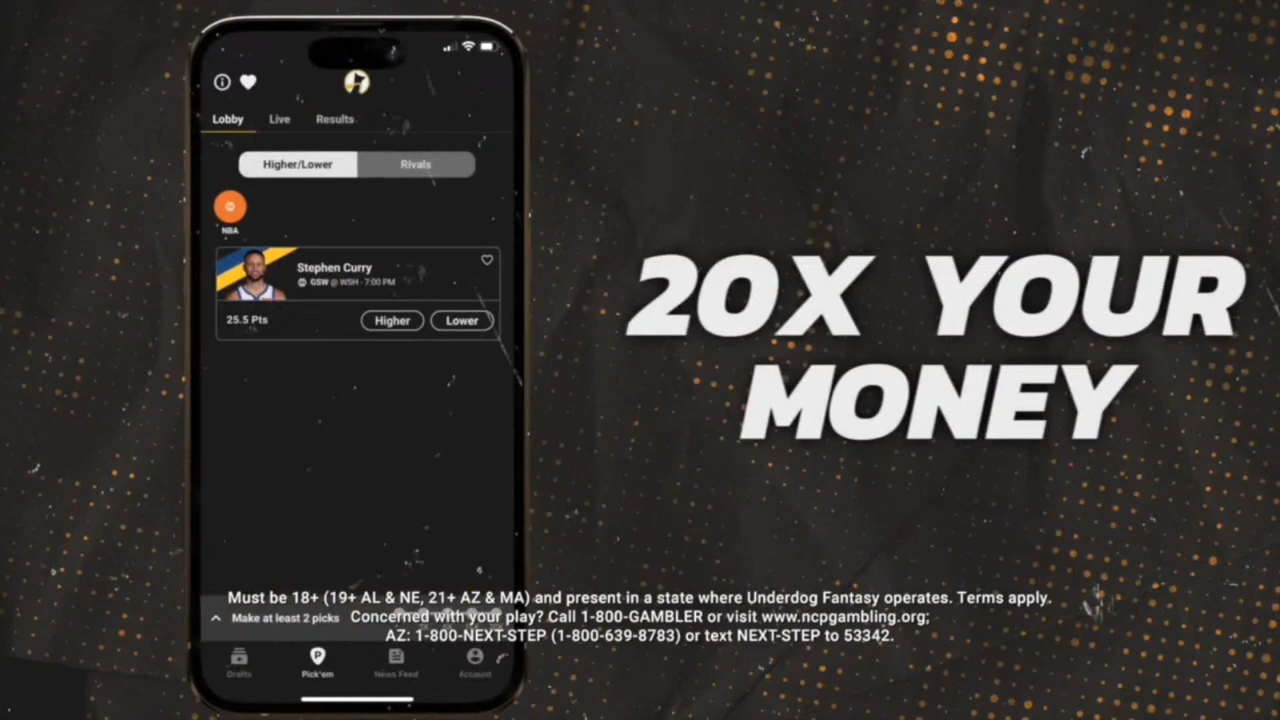 Lobby Live Results
Higher/Lower Rivals
NBA
Stephen Curry
GSW @ WSH - 7:00 PM
25.5 Pts Higher Lower
20X YOUR
MONEY
Must be 18+ (19+ AL & NE, 21+ AZ & MA) and present in a state where Underdog Fantasy operates. Terms apply.
Make at least 2 picks
Concerned with your play? Call 1-800-GAMBLER or visit www.ncpgambling.org;
AZ: 1-800-NEXT-STEP (1-800-639-8783) or text NEXT-STEP to 53342.
Drafts Pick'em News Feed Account